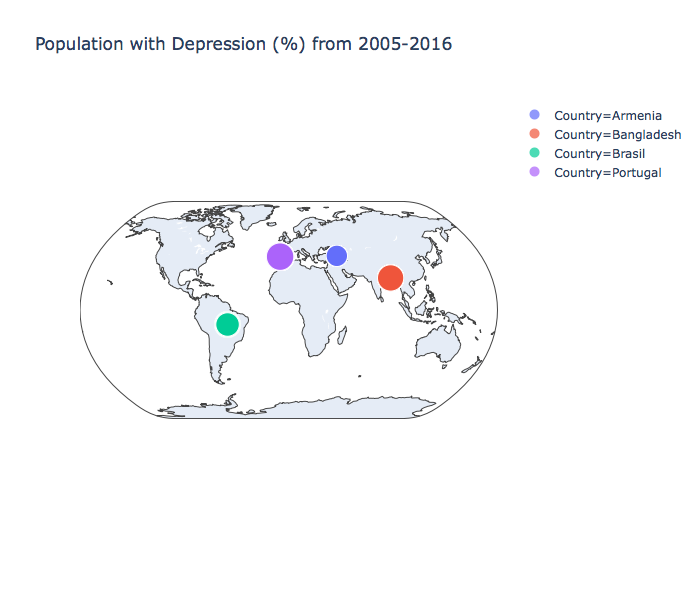 Population with Depression (%) from 2005-2016
Country=Armenia
Country=Bangladesh
Country=Brasil
Country=Portugal